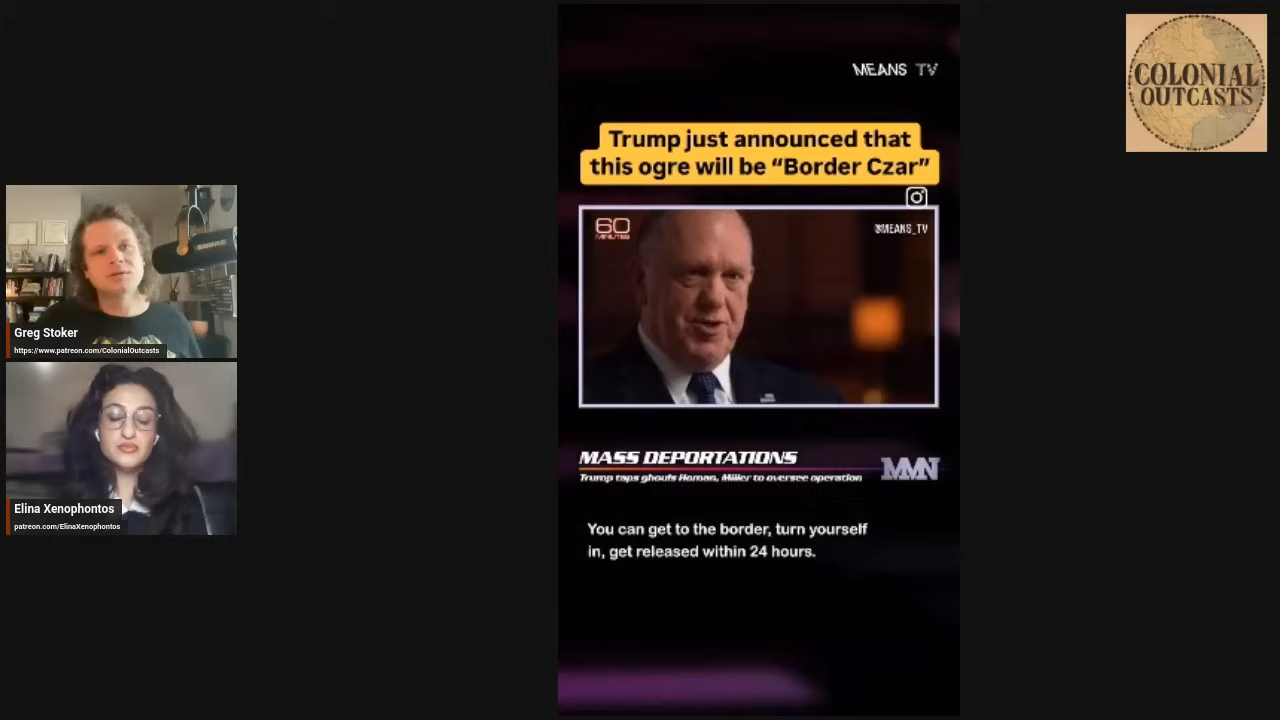 MEANS TV
COLONIAL
OUTCASTS
Trump just announced that
this ogre will be “Border Czar”
60
MINUTES
@MEANS_TV
SHURE
Greg Stoker
https://www.patreon.com/ColonialOutcasts
MASS DEPORTATIONS
Trump taps ghouls Homan, Miller to oversee operation
MMN
Elina Xenophontos
patreon.com/ElinaXenophontos
You can get to the border, turn yourself
in, get released within 24 hours.